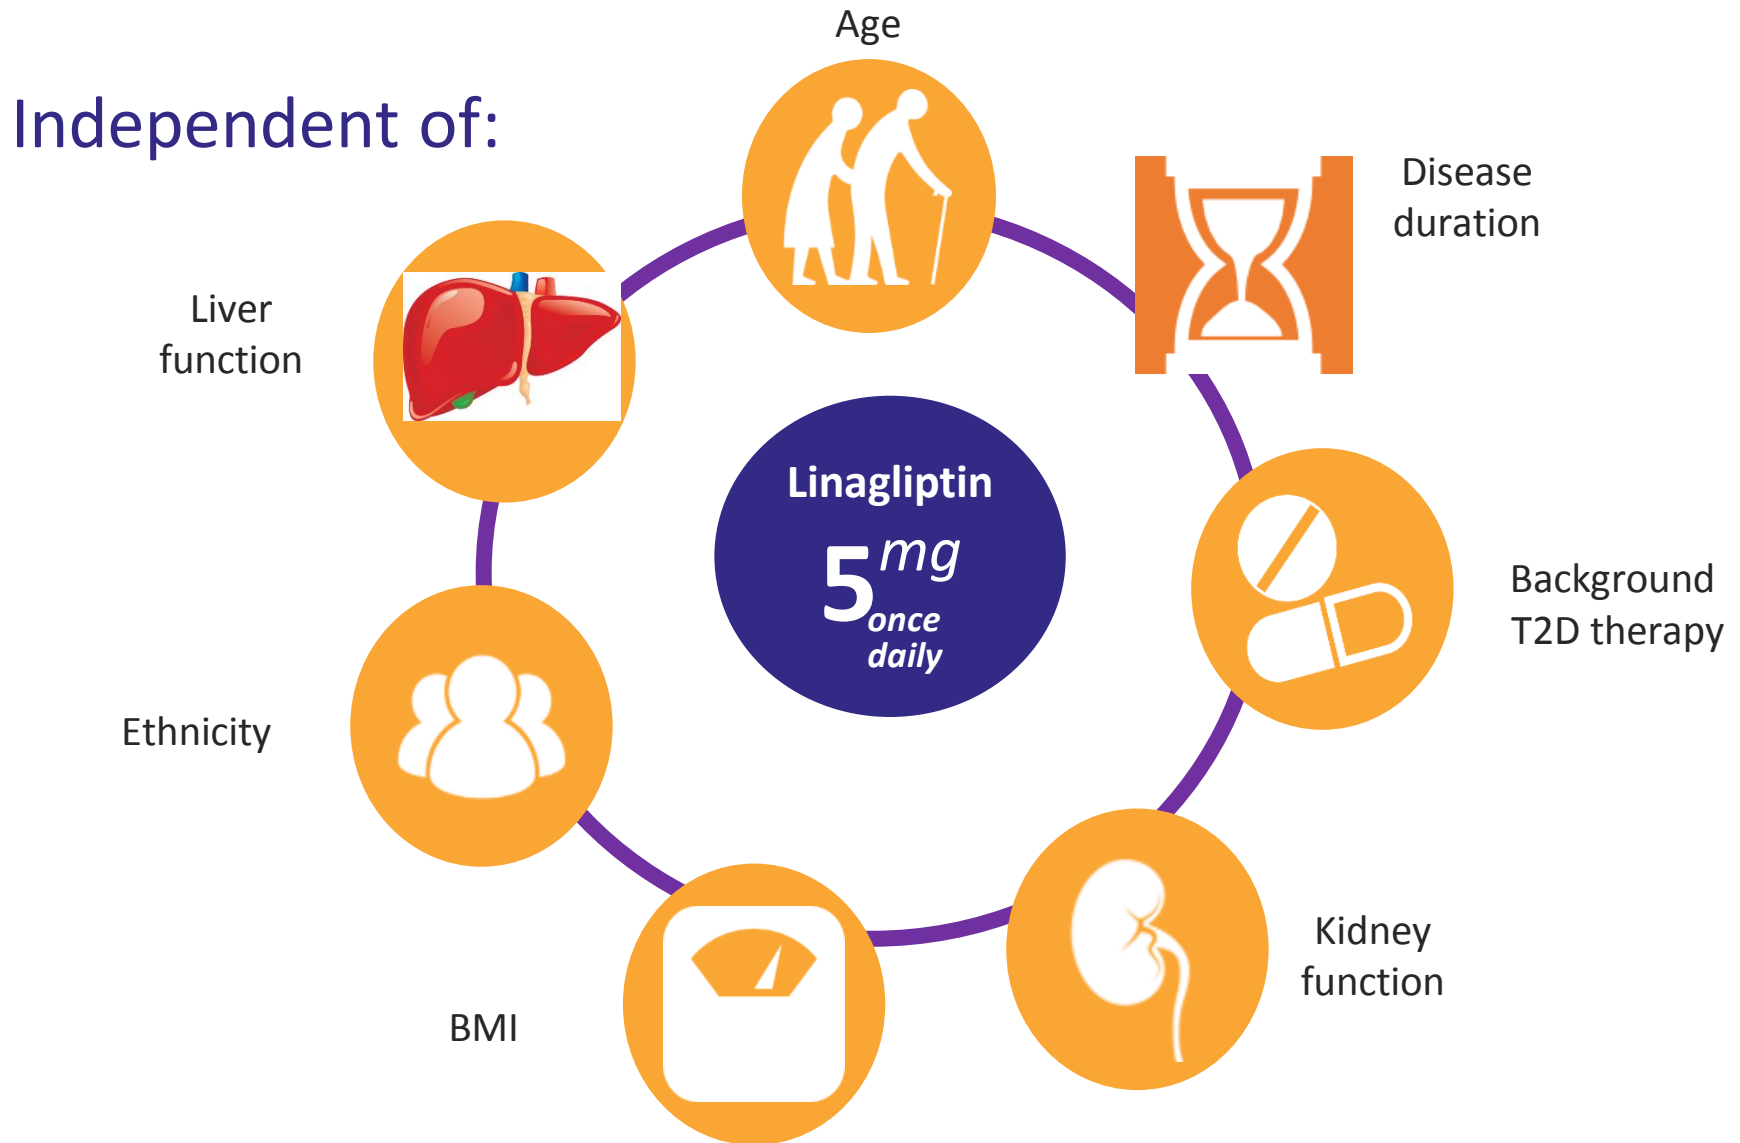 Age
Independent of:
Disease
duration
Liver
function
Linagliptin
5 mg
once
daily
Background
T2D therapy
Ethnicity
Kidney
function
BMI